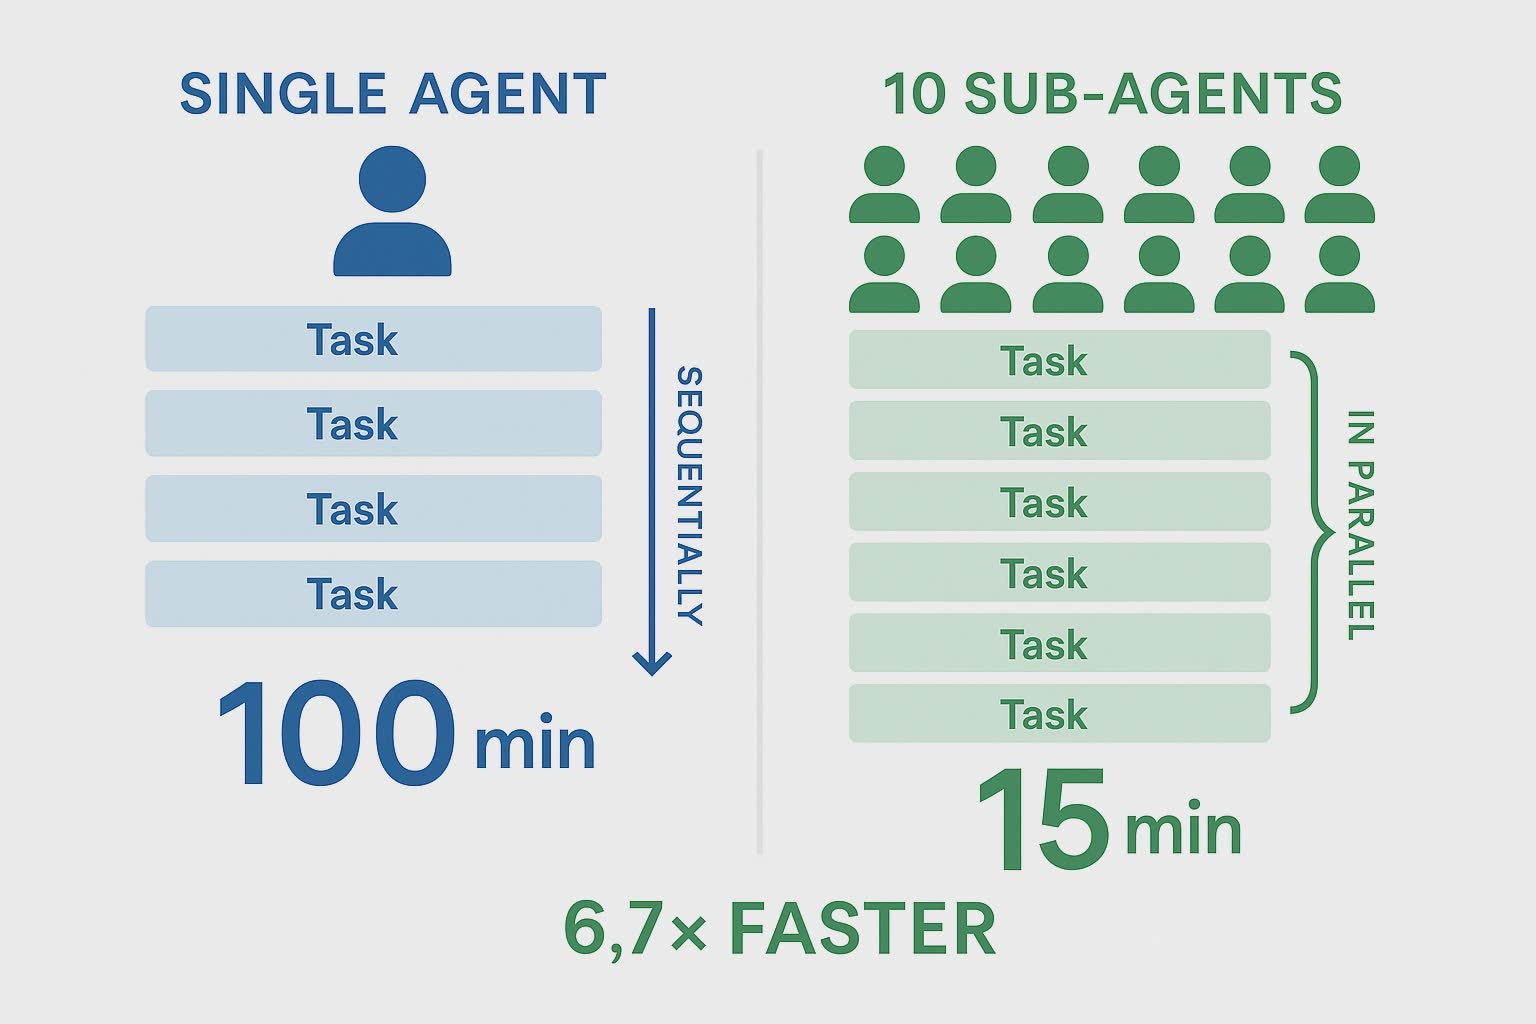 SINGLE AGENT
Task
Task
Task
Task
SEQUENTIALLY
100 min
10 SUB-AGENTS
Task
Task
Task
Task
Task
Task
IN PARALLEL
15 min
6,7× FASTER